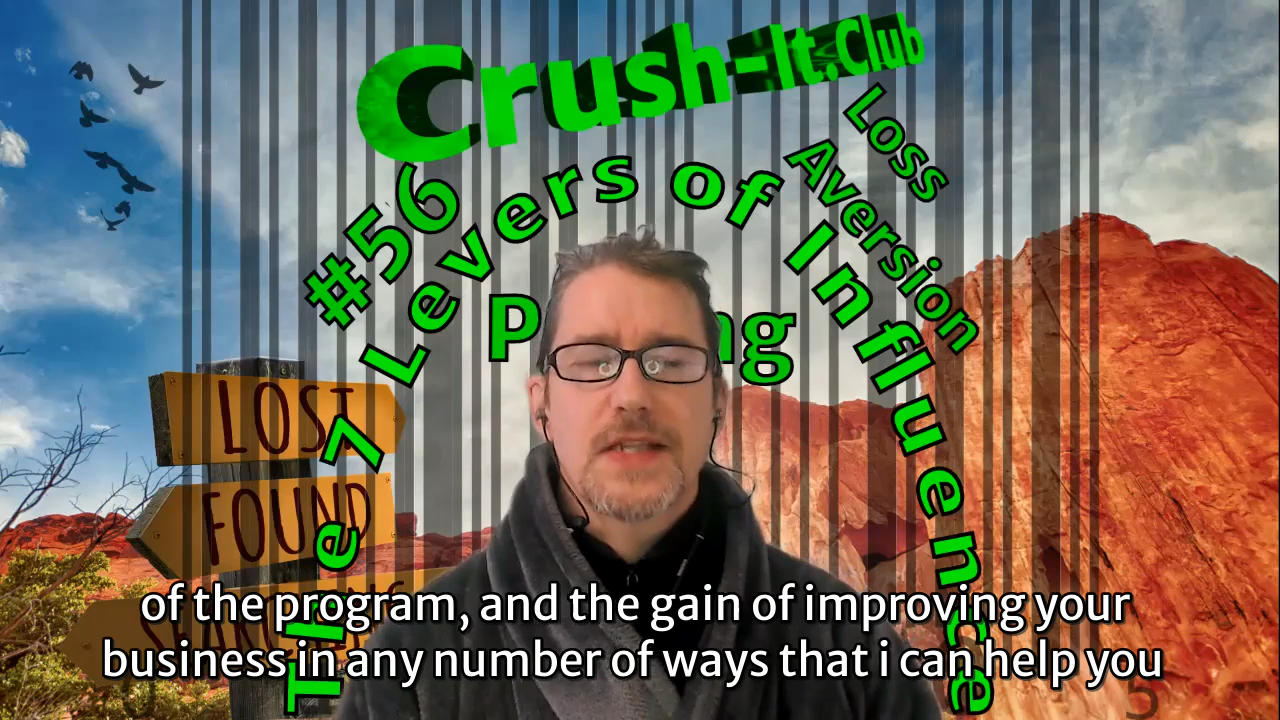 Crush-It.Club
#56
Loss
Aversion
The 7 Levers of Influence
LOST
FOUND
of the program, and the gain of improving your
business in any number of ways that i can help you